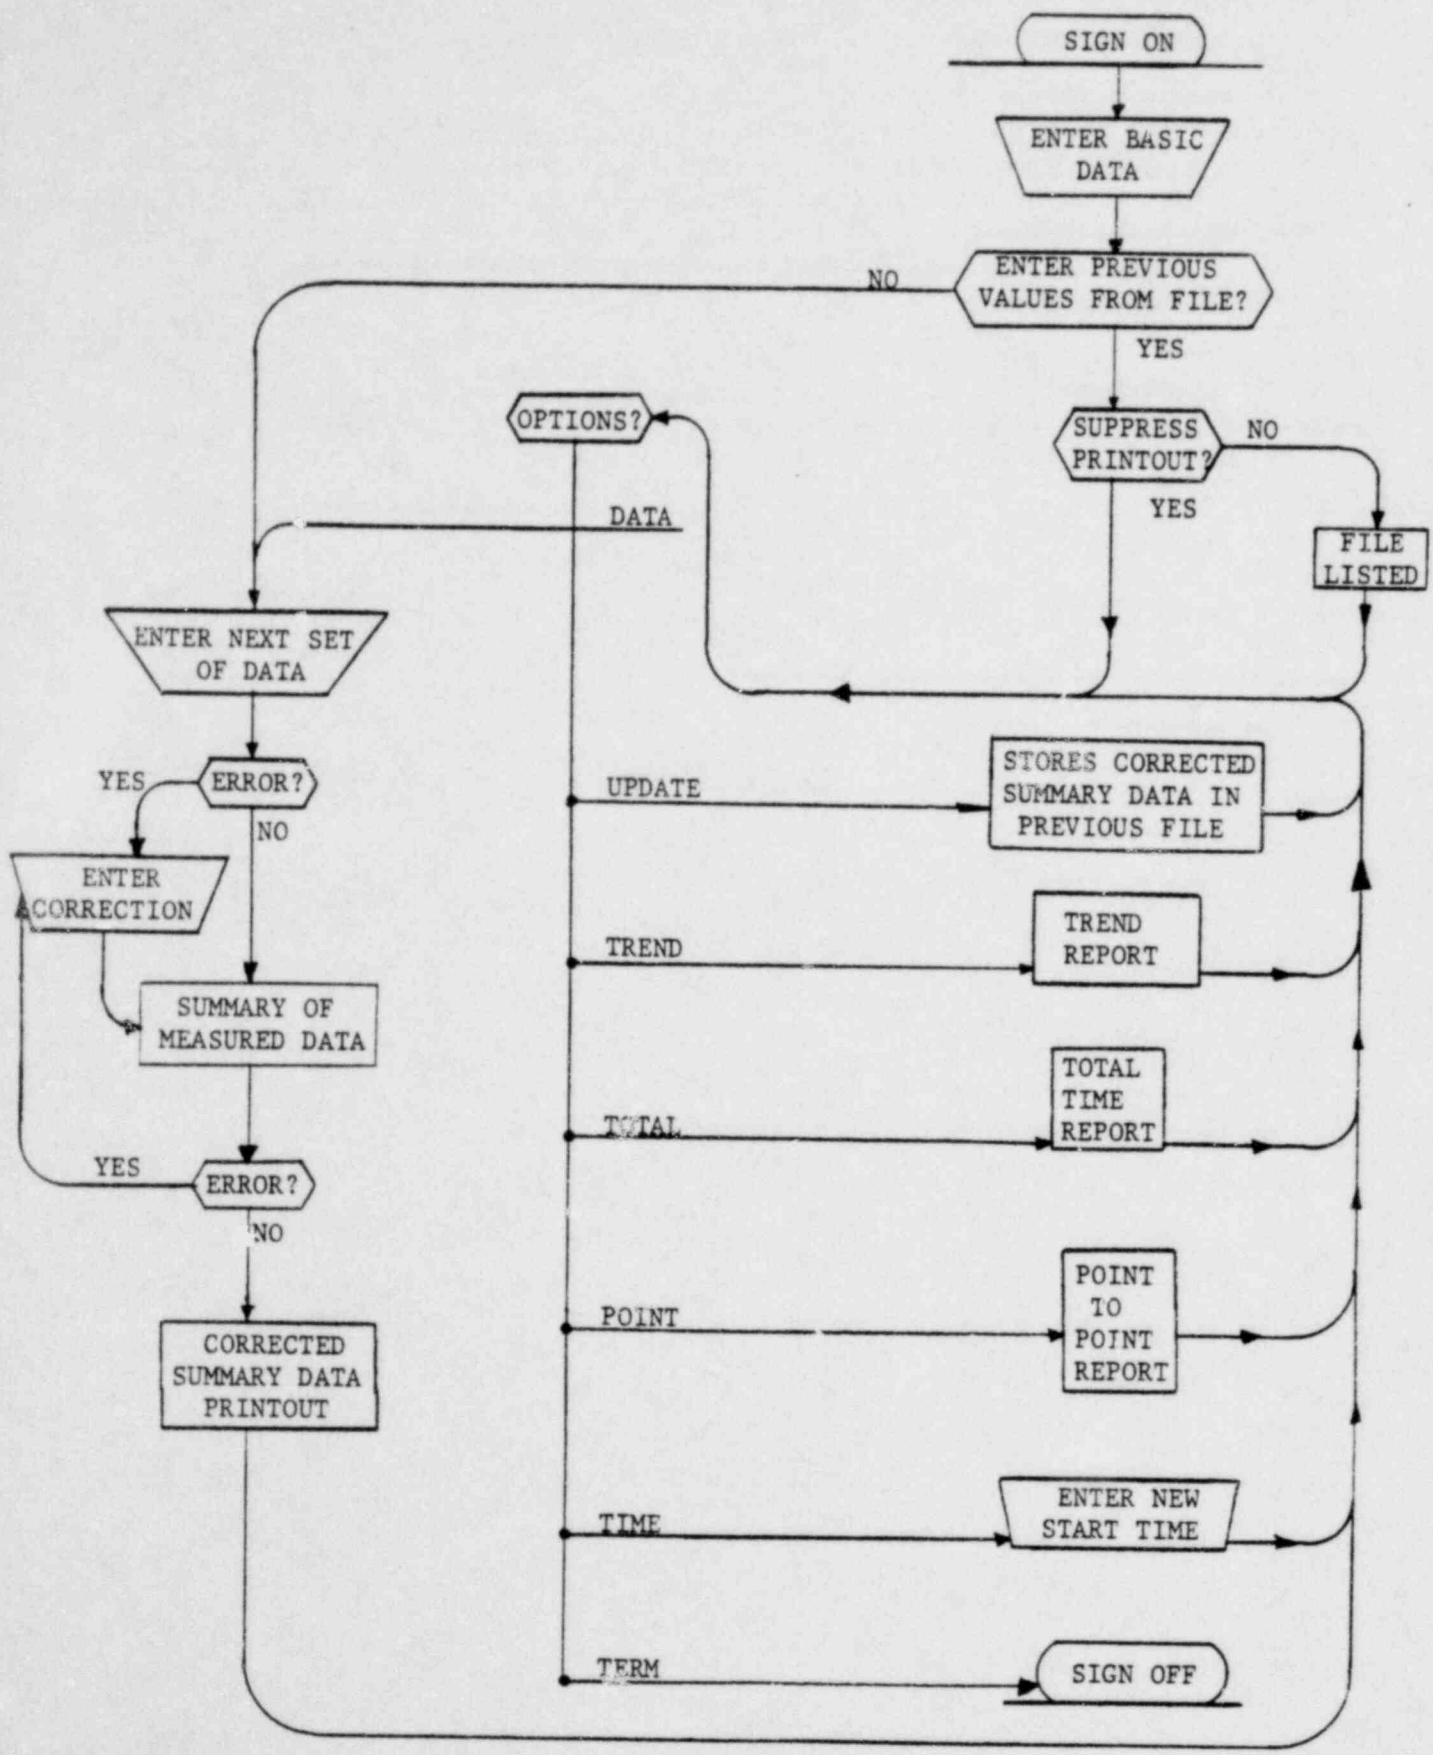 SIGN ON
ENTER BASIC
DATA
ENTER PREVIOUS
VALUES FROM FILE?
NO
YES
OPTIONS?
SUPPRESS
PRINTOUT?
NO
YES
FILE
LISTED
DATA
ENTER NEXT SET
OF DATA
ERROR?
YES
NO
ENTER
CORRECTION
SUMMARY OF
MEASURED DATA
ERROR?
YES
NO
CORRECTED
SUMMARY DATA
PRINTOUT
UPDATE
STORES CORRECTED
SUMMARY DATA IN
PREVIOUS FILE
TREND
TREND
REPORT
TOTAL
TOTAL
TIME
REPORT
POINT
POINT
TO
POINT
REPORT
TIME
ENTER NEW
START TIME
TERM
SIGN OFF